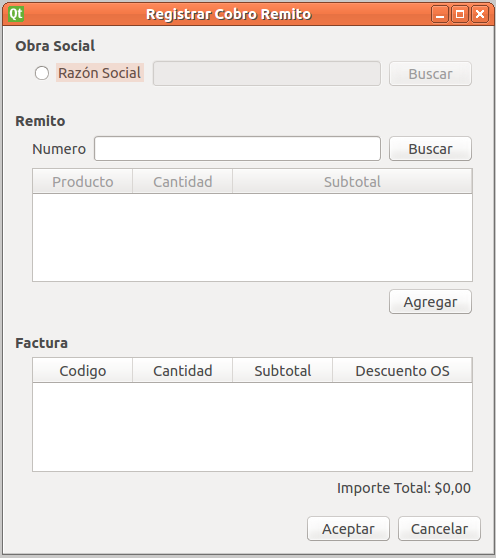 Qt Registrar Cobro Remito
Obra Social
Razón Social Buscar
Remito
Numero Buscar
Producto Cantidad Subtotal
Agregar
Factura
Codigo Cantidad Subtotal Descuento OS
Importe Total: $0,00
Aceptar Cancelar